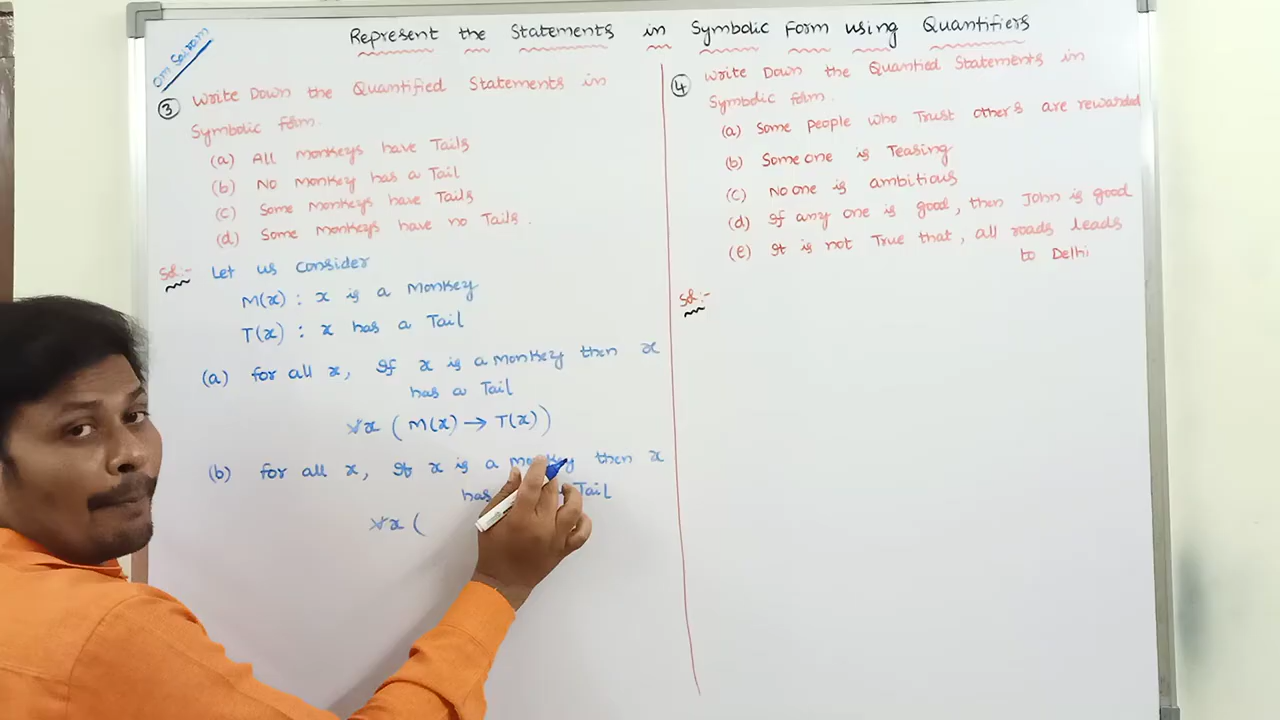 Represent the Statements in Symbolic Form using Quantifiers
Om Sairam
③ Write Down the Quantified Statements in
Symbolic form.
(a) All monkeys have Tails
(b) No monkey has a Tail
(c) Some monkeys have Tails
(d) Some monkeys have no Tails.
Sol:- Let us consider
M(x) : x is a monkey
T(x) : x has a Tail
(a) for all x, If x is a monkey then x
has a Tail
∀x (M(x) → T(x))
(b) for all x, If x is a monkey then x
has Tail
∀x (
④ Write Down the Quantied Statements in
Symbolic form.
(a) Some people who Trust others are rewarded
(b) Some one is Teasing
(c) No one is ambitious
(d) If any one is good, then John is good
(e) It is not True that, all roads leads
to Delhi
Sol:-